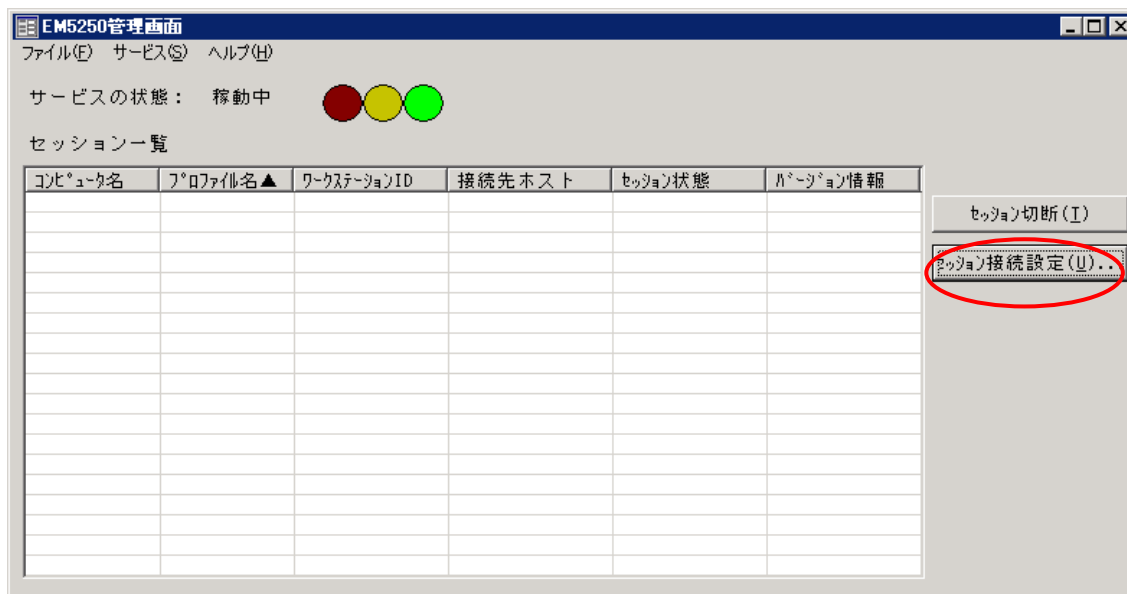 EM5250管理画面
ファイル(F) サービス(S) ヘルプ(H)
サービスの状態： 稼動中
セッション一覧
ｺﾝﾋﾟｭｰﾀ名 ﾌﾟﾛﾌｧｲﾙ名▲ ﾜｰｸｽﾃｰｼｮﾝID 接続先ホスト ｾｯｼｮﾝ状態 ﾊﾞｰｼﾞｮﾝ情報
ｾｯｼｮﾝ切断(T)
ｾｯｼｮﾝ接続設定(U)..